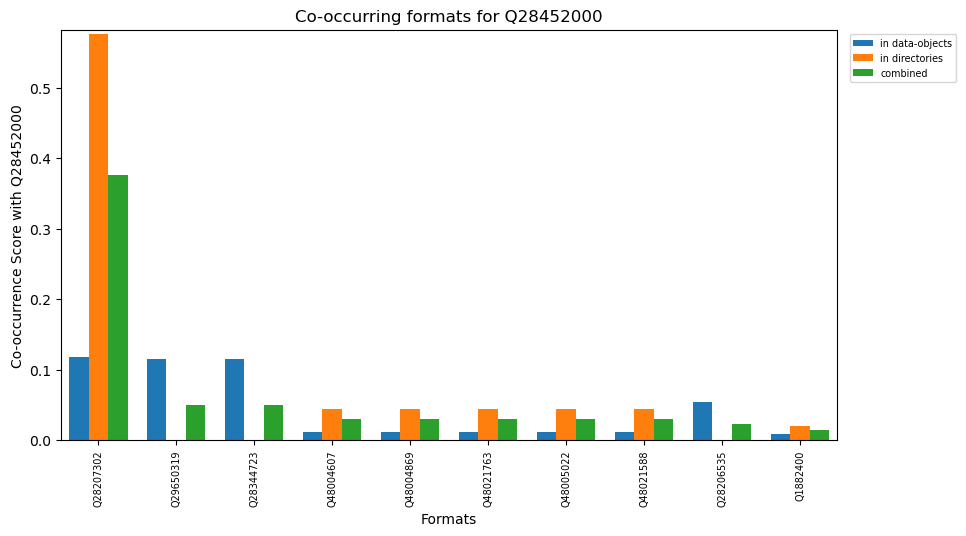 Co-occurring formats for Q28452000
in data-objects
in directories
combined
Co-occurrence Score with Q28452000
0.5
0.4
0.3
0.2
0.1
0.0
Q28207302
Q29650319
Q28344723
Q48004607
Q48004869
Q48021763
Q48005022
Q48021588
Q28206535
Q1882400
Formats